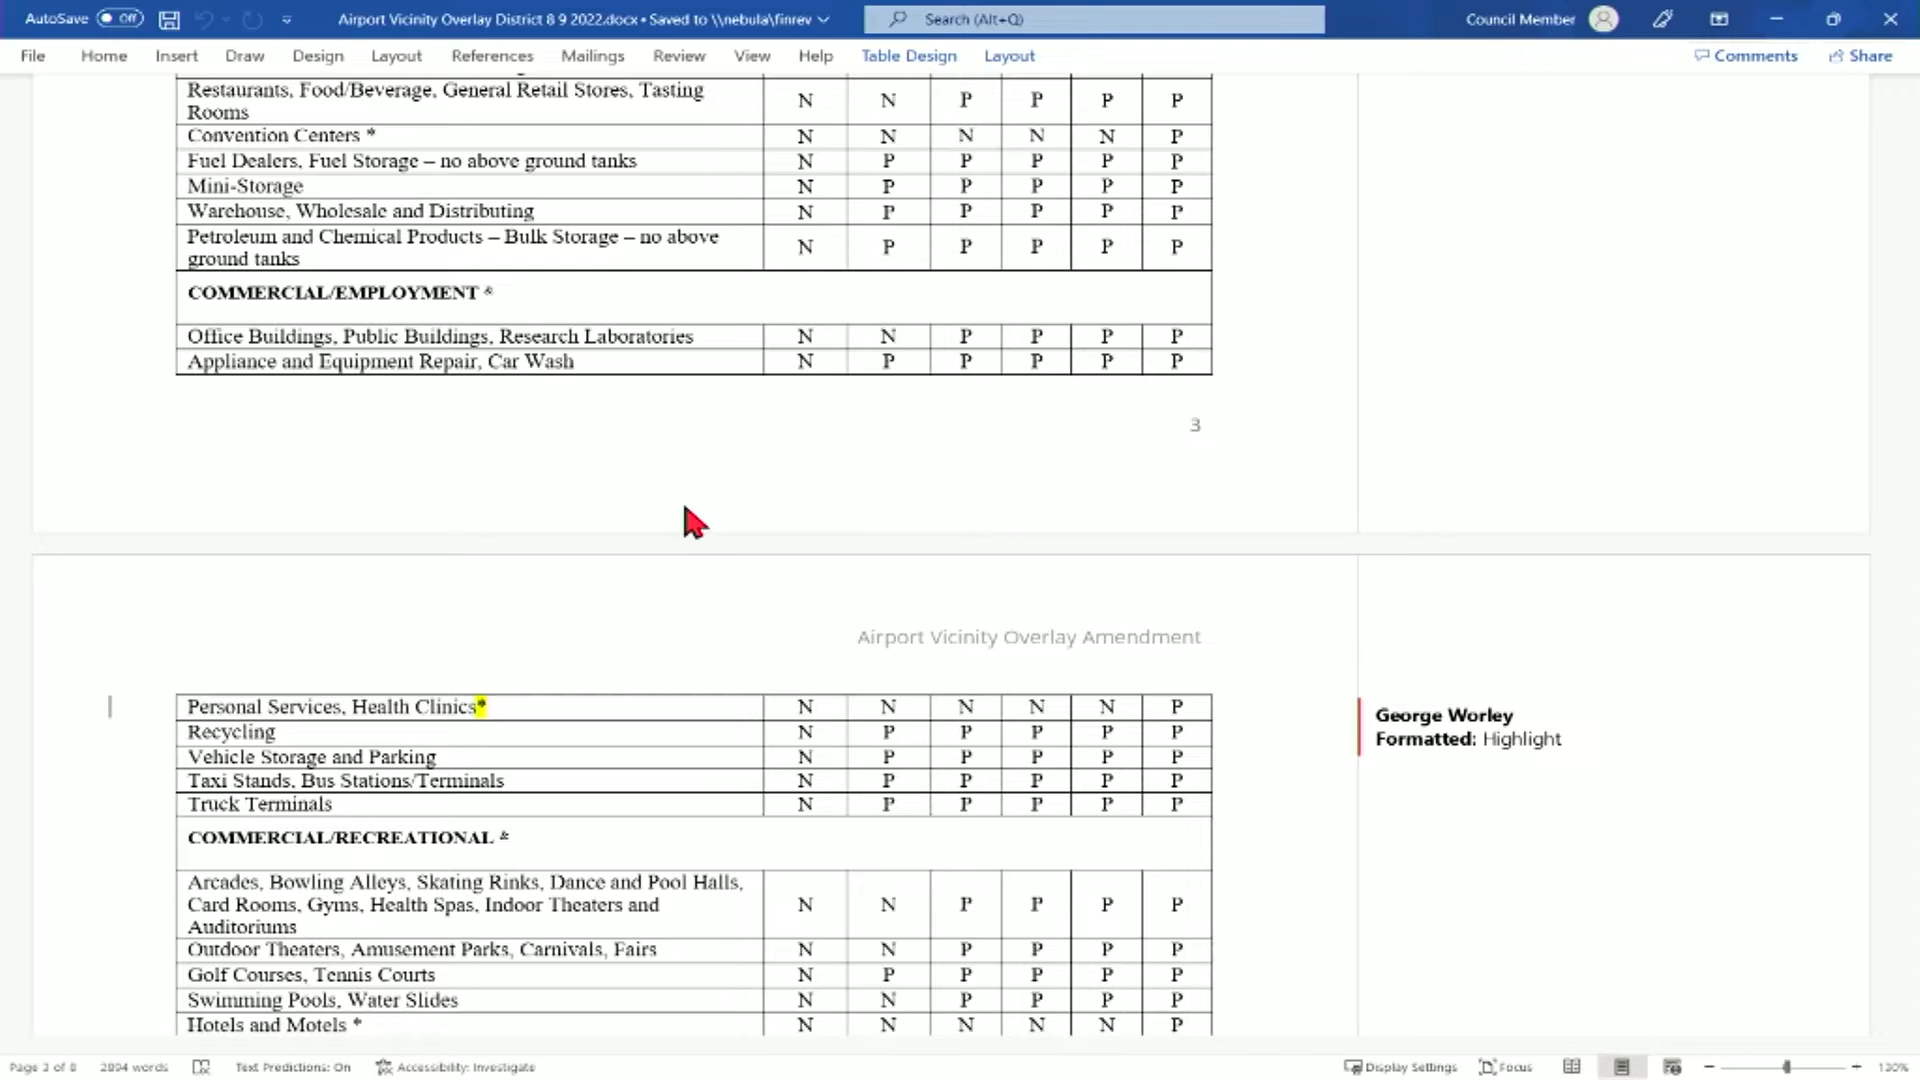 AutoSave Off Airport Vicinity Overlay District 8 9 2022.docx • Saved to \\nebula\finrev Search (Alt+Q) Council Member
File Home Insert Draw Design Layout References Mailings Review View Help Table Design Layout Comments Share
Restaurants, Food/Beverage, General Retail Stores, Tasting
Rooms N N P P P P
Convention Centers * N N N N N P
Fuel Dealers, Fuel Storage – no above ground tanks N P P P P P
Mini-Storage N P P P P P
Warehouse, Wholesale and Distributing N P P P P P
Petroleum and Chemical Products – Bulk Storage – no above
ground tanks N P P P P P
COMMERCIAL/EMPLOYMENT &
Office Buildings, Public Buildings, Research Laboratories N N P P P P
Appliance and Equipment Repair, Car Wash N P P P P P
3
Airport Vicinity Overlay Amendment
Personal Services, Health Clinics* N N N N N P
Recycling N P P P P P
Vehicle Storage and Parking N P P P P P
Taxi Stands, Bus Stations/Terminals N P P P P P
Truck Terminals N P P P P P
COMMERCIAL/RECREATIONAL &
Arcades, Bowling Alleys, Skating Rinks, Dance and Pool Halls,
Card Rooms, Gyms, Health Spas, Indoor Theaters and
Auditoriums N N P P P P
Outdoor Theaters, Amusement Parks, Carnivals, Fairs N N P P P P
Golf Courses, Tennis Courts N P P P P P
Swimming Pools, Water Slides N N P P P P
Hotels and Motels * N N N N N P
George Worley
Formatted: Highlight
Page 3 of 8 2894 words Text Predictions: On Accessibility: Investigate Display Settings Focus 130%